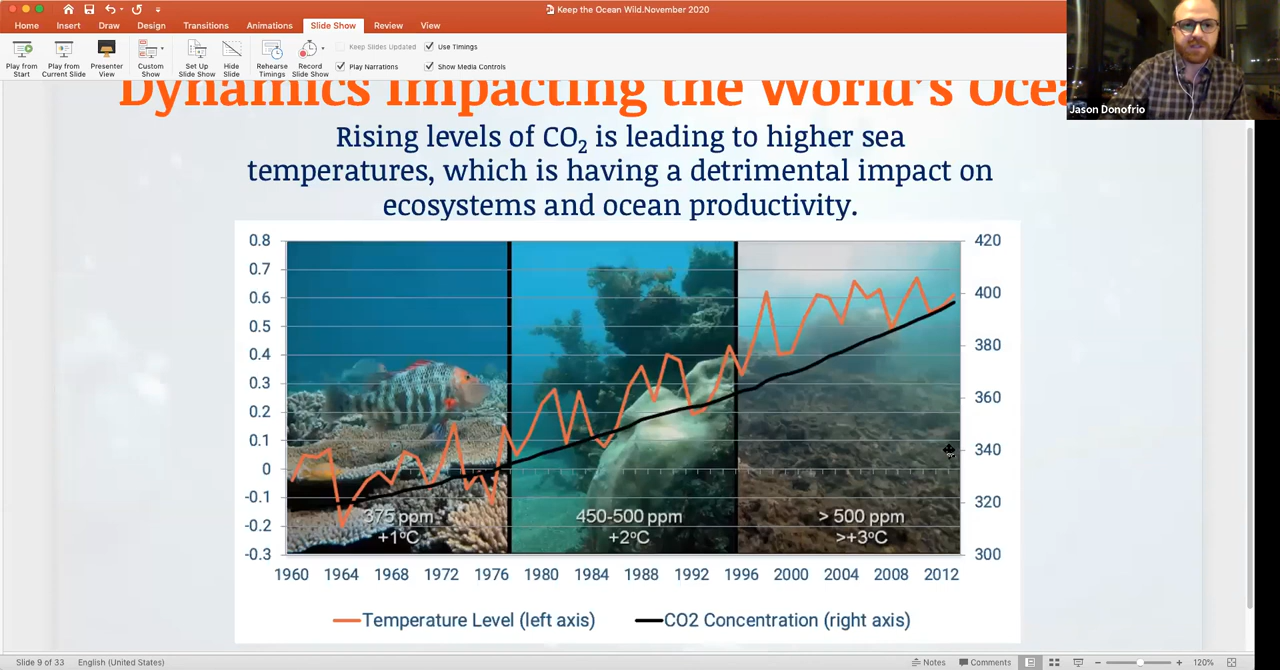 Keep the Ocean Wild.November 2020
Home Insert Draw Design Transitions Animations Slide Show Review View
Play from Start
Play from Current Slide
Presenter View
Custom Show
Set Up Slide Show
Hide Slide
Rehearse Timings
Record Slide Show
Keep Slides Updated
Use Timings
Play Narrations
Show Media Controls
Jason Donofrio
Dynamics Impacting the World's Ocea
Rising levels of CO2 is leading to higher sea
temperatures, which is having a detrimental impact on
ecosystems and ocean productivity.
0.8
0.7
0.6
0.5
0.4
0.3
0.2
0.1
0
-0.1
-0.2
-0.3
420
400
380
360
340
320
300
375 ppm
+1°C
450-500 ppm
+2°C
> 500 ppm
>+3°C
1960 1964 1968 1972 1976 1980 1984 1988 1992 1996 2000 2004 2008 2012
Temperature Level (left axis) CO2 Concentration (right axis)
Slide 9 of 33 English (United States) Notes Comments 120%